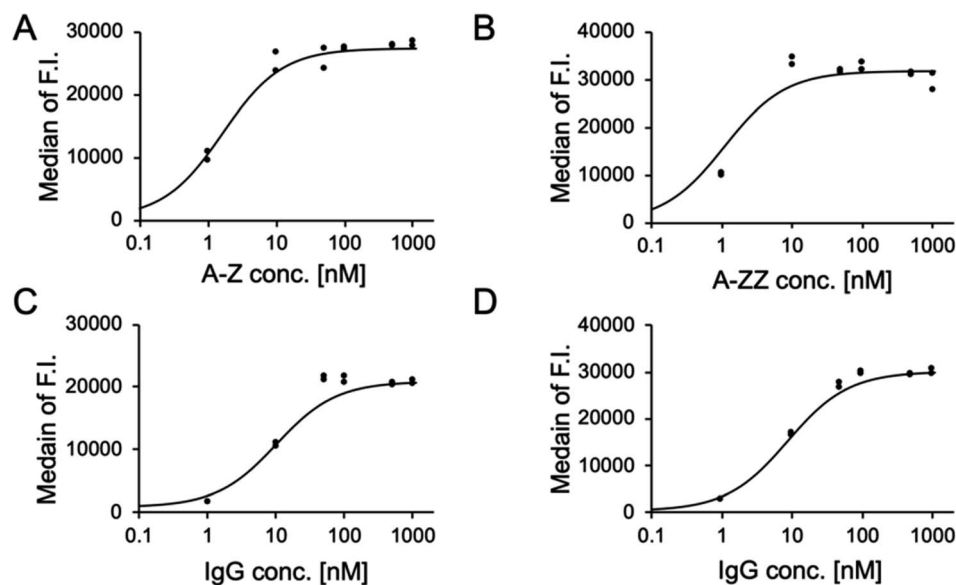 A
Median of F.I.
30000
20000
10000
0
0.1 1 10 100 1000
A-Z conc. [nM]
B
Median of F.I.
40000
30000
20000
10000
0
0.1 1 10 100 1000
A-ZZ conc. [nM]
C
Medain of F.I.
30000
20000
10000
0
0.1 1 10 100 1000
IgG conc. [nM]
D
Medain of F.I.
40000
30000
20000
10000
0
0.1 1 10 100 1000
IgG conc. [nM]